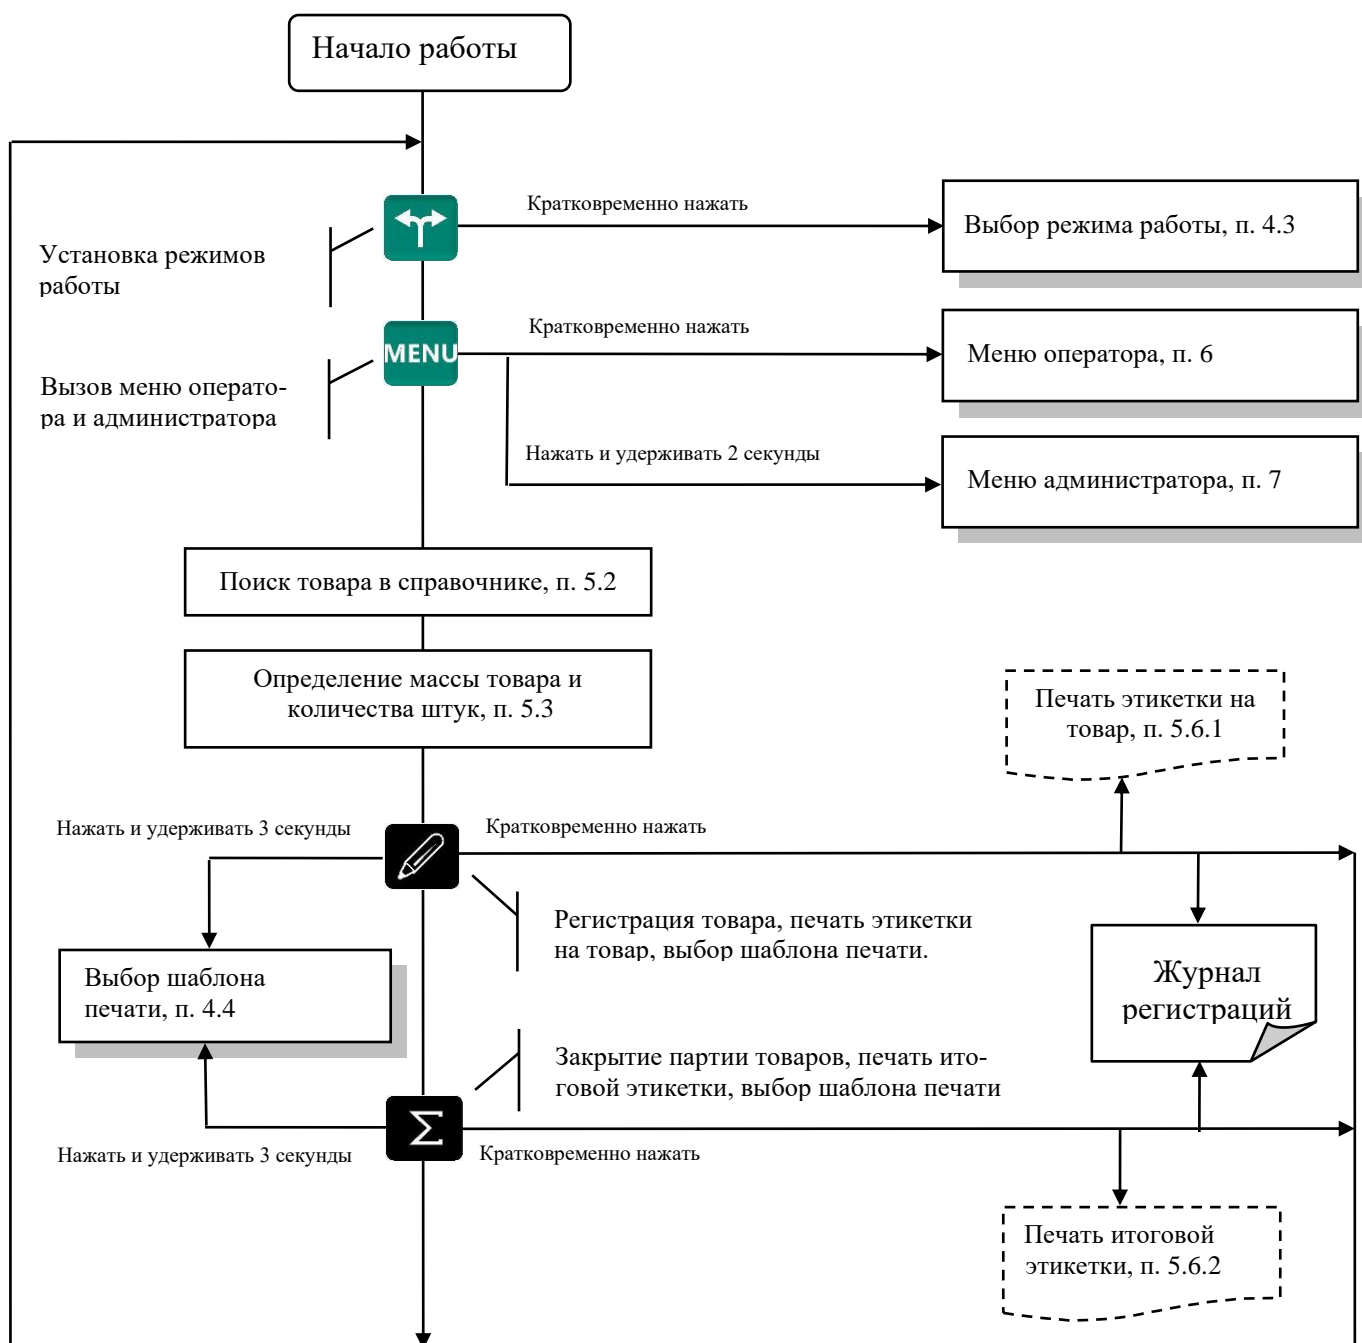 Начало работы
Кратковременно нажать
Выбор режима работы, п. 4.3
Установка режимов
работы
Кратковременно нажать
MENU
Меню оператора, п. 6
Вызов меню операто-
ра и администратора
Нажать и удерживать 2 секунды
Меню администратора, п. 7
Поиск товара в справочнике, п. 5.2
Определение массы товара и
количества штук, п. 5.3
Печать этикетки на
товар, п. 5.6.1
Нажать и удерживать 3 секунды
Кратковременно нажать
Регистрация товара, печать этикетки
на товар, выбор шаблона печати.
Выбор шаблона
печати, п. 4.4
Журнал
регистраций
Закрытие партии товаров, печать ито-
говой этикетки, выбор шаблона печати
Σ
Нажать и удерживать 3 секунды
Кратковременно нажать
Печать итоговой
этикетки, п. 5.6.2